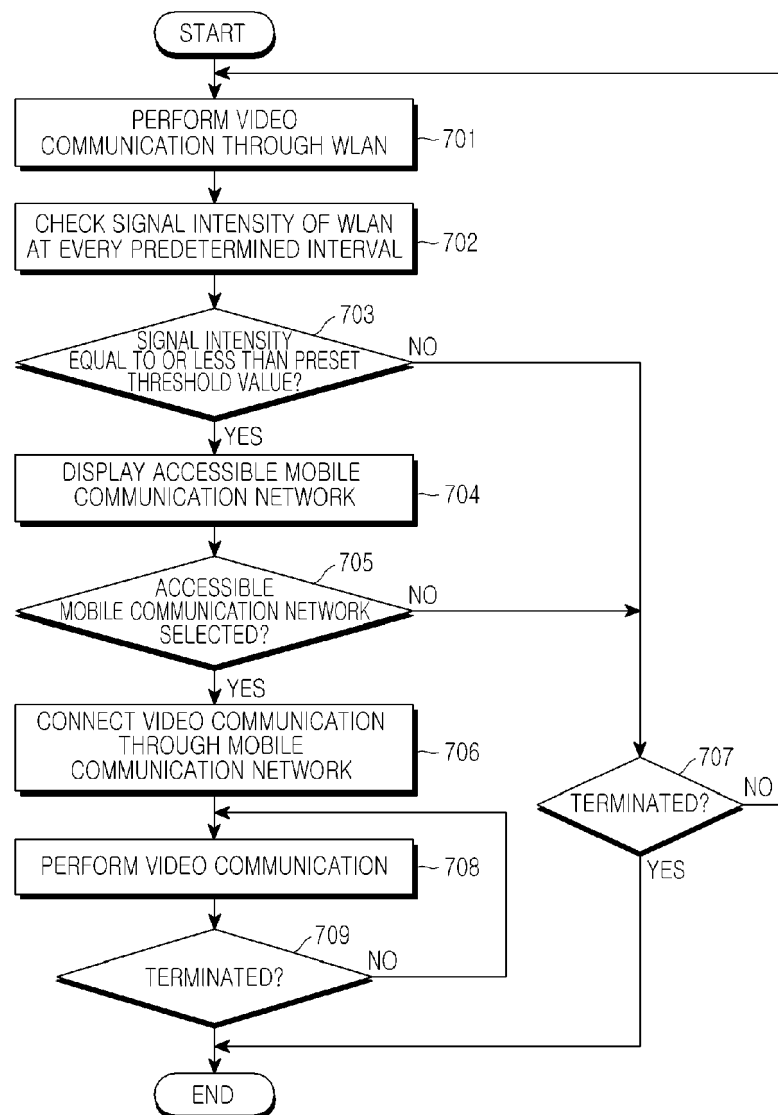 START
PERFORM VIDEO
COMMUNICATION THROUGH WLAN
701
CHECK SIGNAL INTENSITY OF WLAN
AT EVERY PREDETERMINED INTERVAL
702
703
SIGNAL INTENSITY
EQUAL TO OR LESS THAN PRESET
THRESHOLD VALUE?
NO
YES
DISPLAY ACCESSIBLE MOBILE
COMMUNICATION NETWORK
704
705
ACCESSIBLE
MOBILE COMMUNICATION NETWORK
SELECTED?
NO
YES
CONNECT VIDEO COMMUNICATION
THROUGH MOBILE
COMMUNICATION NETWORK
706
707
TERMINATED?
NO
YES
PERFORM VIDEO COMMUNICATION
708
709
TERMINATED?
NO
END